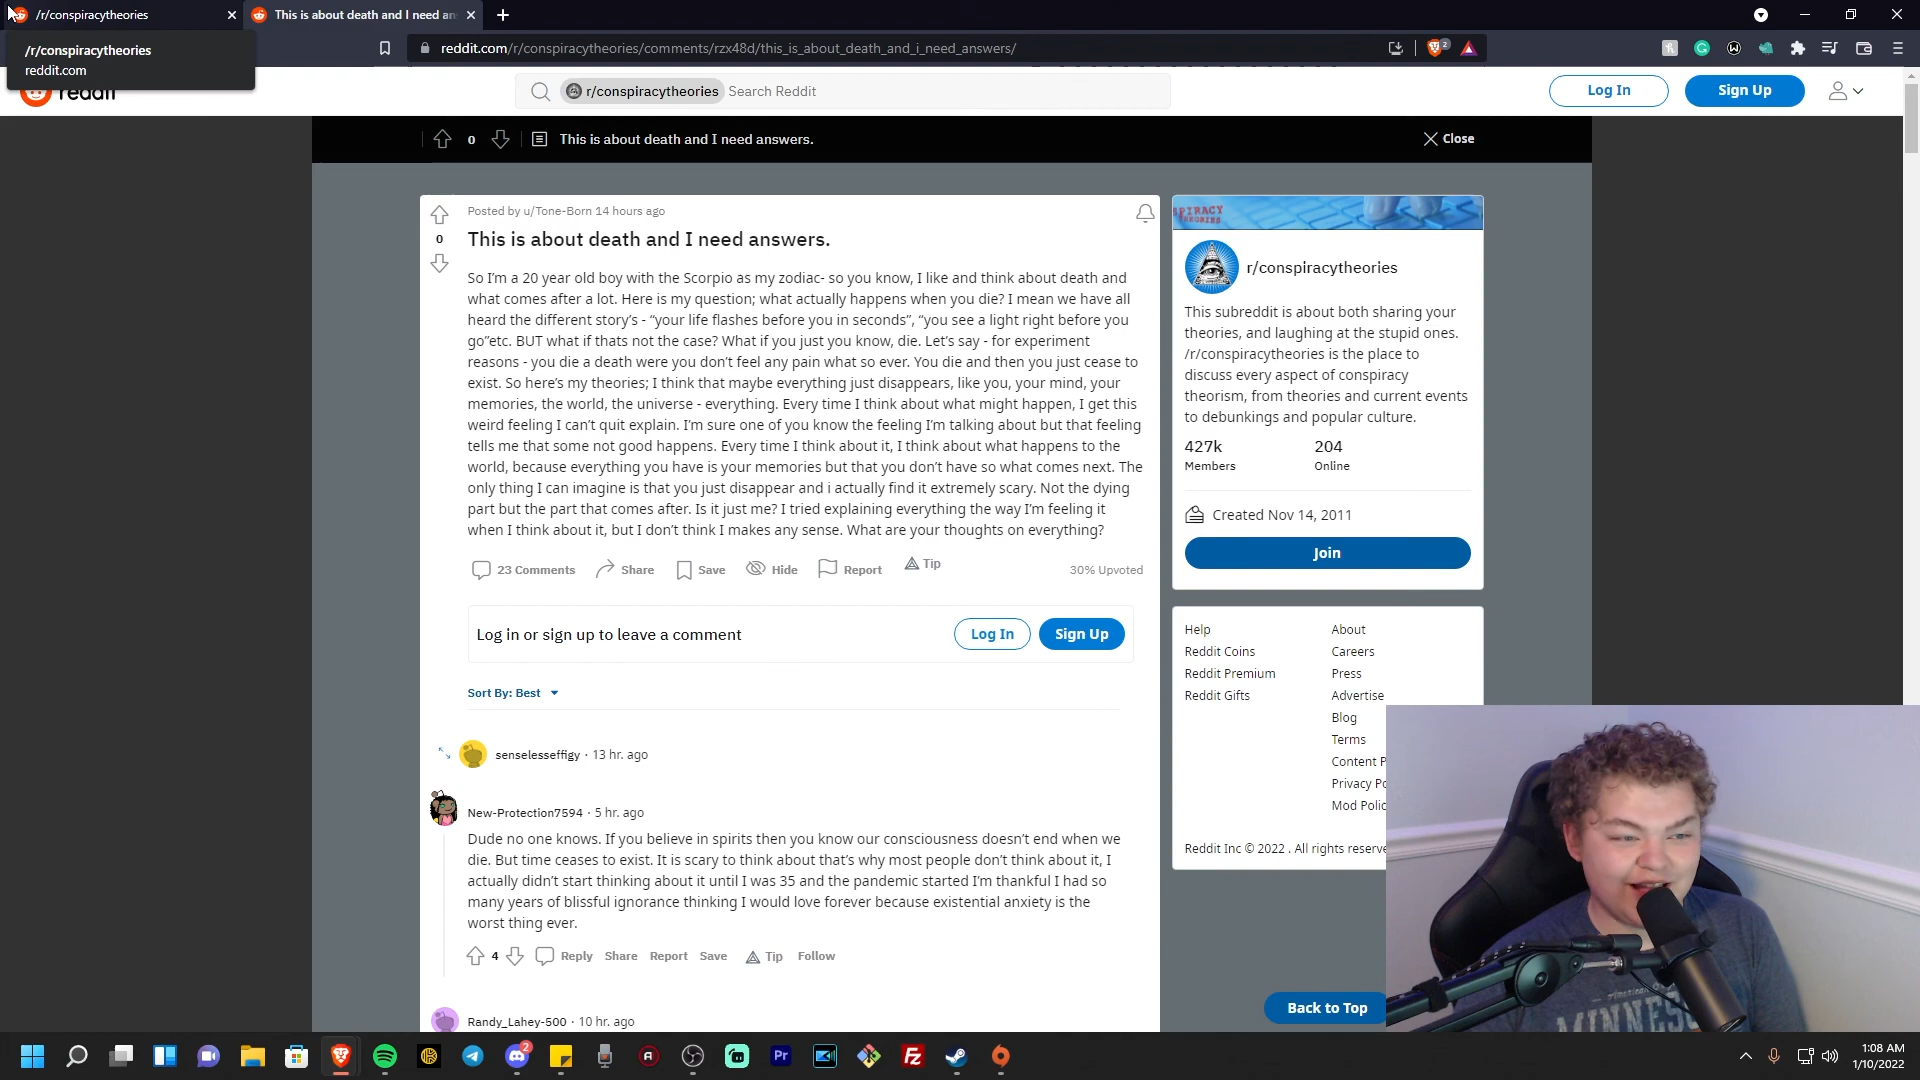 /r/conspiracytheories
This is about death and I need an
/r/conspiracytheories
reddit.com
reddit.com/r/conspiracytheories/comments/rzx48d/this_is_about_death_and_i_need_answers/
2
reddit
r/conspiracytheories Search Reddit
Log In
Sign Up
0
This is about death and I need answers.
Close
Posted by u/Tone-Born 14 hours ago
0
This is about death and I need answers.
So I’m a 20 year old boy with the Scorpio as my zodiac- so you know, I like and think about death and
what comes after a lot. Here is my question; what actually happens when you die? I mean we have all
heard the different story’s - “your life flashes before you in seconds”, “you see a light right before you
go”etc. BUT what if thats not the case? What if you just you know, die. Let’s say - for experiment
reasons - you die a death were you don’t feel any pain what so ever. You die and then you just cease to
exist. So here’s my theories; I think that maybe everything just disappears, like you, your mind, your
memories, the world, the universe - everything. Every time I think about what might happen, I get this
weird feeling I can’t quit explain. I’m sure one of you know the feeling I’m talking about but that feeling
tells me that some not good happens. Every time I think about it, I think about what happens to the
world, because everything you have is your memories but that you don’t have so what comes next. The
only thing I can imagine is that you just disappear and i actually find it extremely scary. Not the dying
part but the part that comes after. Is it just me? I tried explaining everything the way I’m feeling it
when I think about it, but I don’t think I makes any sense. What are your thoughts on everything?
23 Comments
Share
Save
Hide
Report
Tip
30% Upvoted
Log in or sign up to leave a comment
Log In
Sign Up
Sort By: Best
senselesseffigy · 13 hr. ago
New-Protection7594 · 5 hr. ago
Dude no one knows. If you believe in spirits then you know our consciousness doesn’t end when we
die. But time ceases to exist. It is scary to think about that’s why most people don’t think about it, I
actually didn’t start thinking about it until I was 35 and the pandemic started I’m thankful I had so
many years of blissful ignorance thinking I would love forever because existential anxiety is the
worst thing ever.
4
Reply
Share
Report
Save
Tip
Follow
Randy_Lahey-500 · 10 hr. ago
r/conspiracytheories
This subreddit is about both sharing your
theories, and laughing at the stupid ones.
/r/conspiracytheories is the place to
discuss every aspect of conspiracy
theorism, from theories and current events
to debunkings and popular culture.
427k
Members
204
Online
Created Nov 14, 2011
Join
Help
Reddit Coins
Reddit Premium
Reddit Gifts
About
Careers
Press
Advertise
Blog
Terms
Content P
Privacy Po
Mod Polic
Reddit Inc © 2022 . All rights reserve
Back to Top
MINNES
2
Pr
1:08 AM
1/10/2022